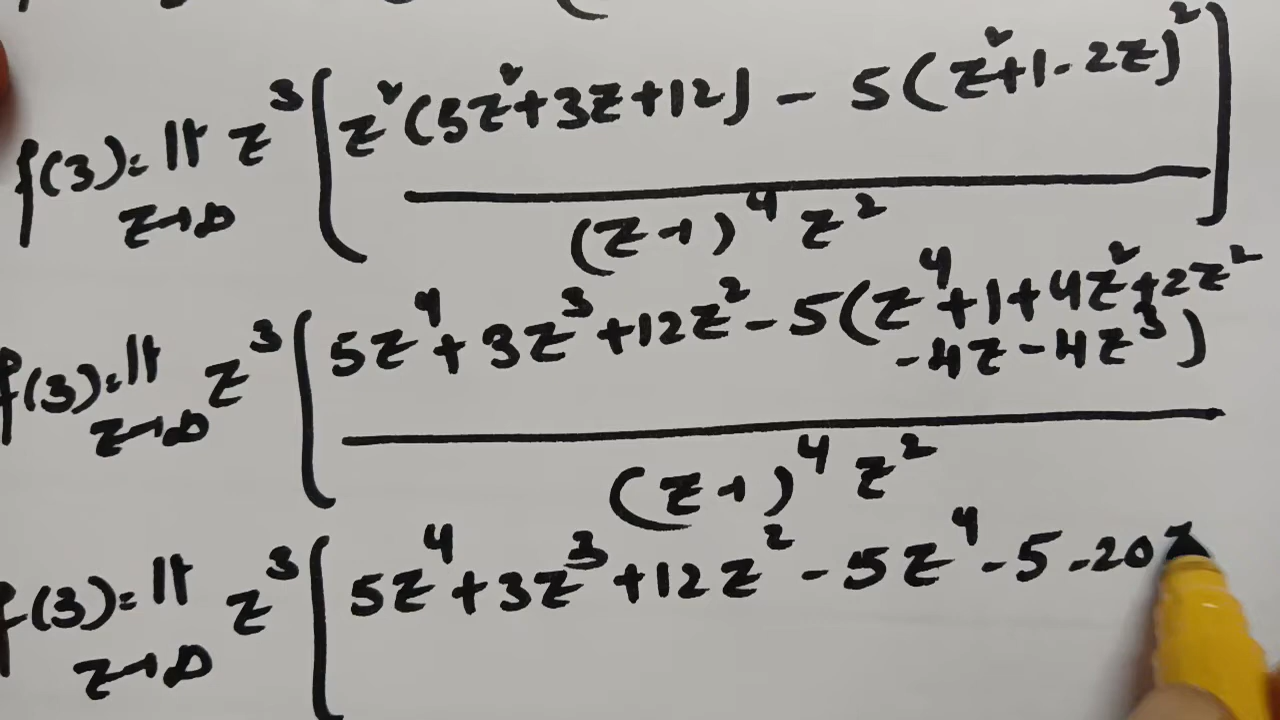 f(3) = lt z→∞ z³ [ z²(5z²+3z+12) - 5(z²+1-2z)² / (z-1)⁴ z² ]
f(3) = lt z→∞ z³ [ 5z⁴+3z³+12z²-5(z⁴+1+4z²+2z²-4z-4z³) / (z-1)⁴ z²
f(3) = lt z→∞ z³ [ 5z⁴+3z³+12z²-5z⁴-5-20z